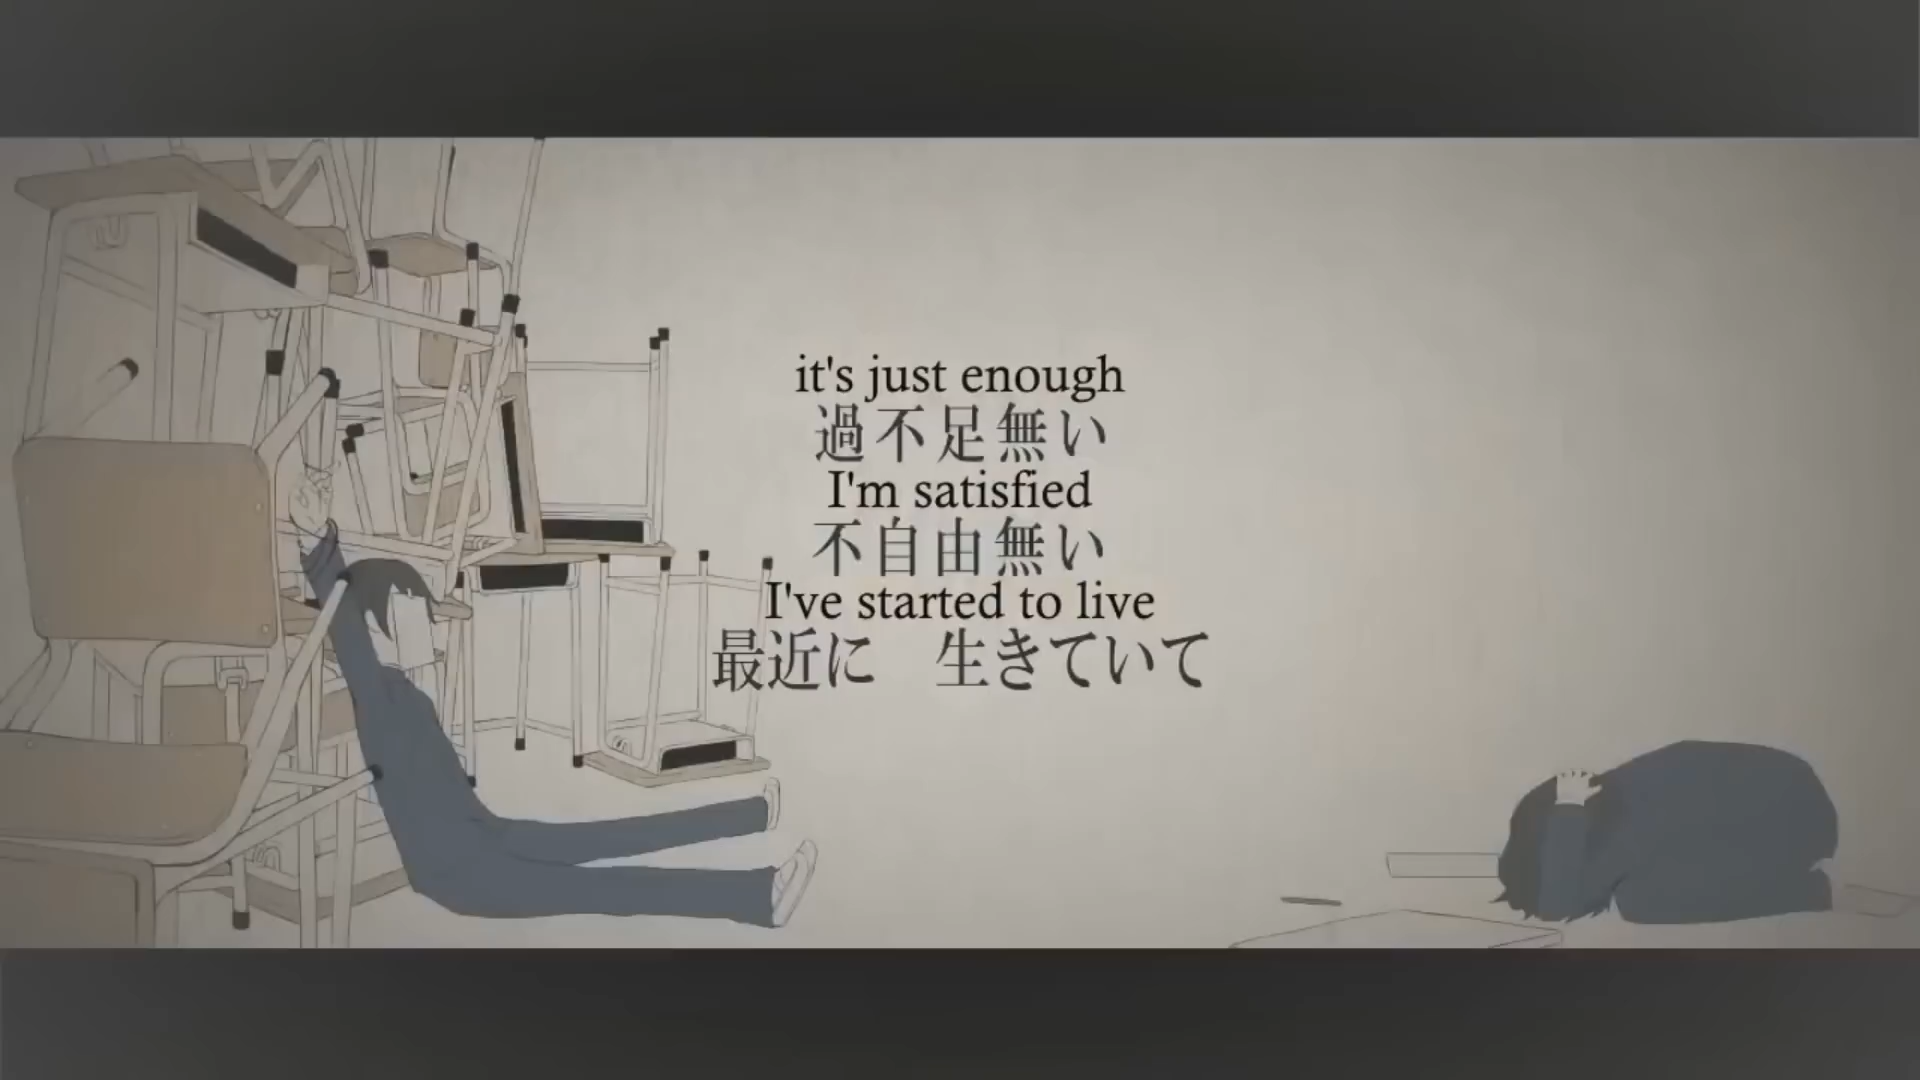 it's just enough
過不足無い
I'm satisfied
不自由無い
I've started to live
最近に　生きていて